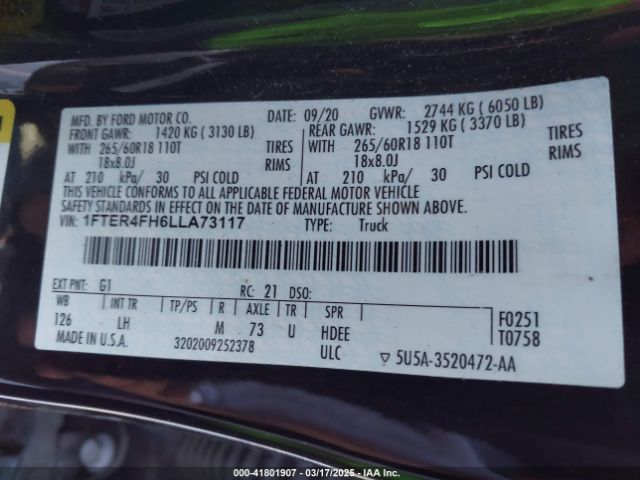 MFD. BY FORD MOTOR CO. DATE: 09/20 GVWR: 2744 KG ( 6050 LB)
FRONT GAWR: 1420 KG ( 3130 LB) REAR GAWR: 1529 KG ( 3370 LB)
WITH 265/60R18 110T TIRES WITH 265/60R18 110T TIRES
18x8.0J RIMS 18x8.0J RIMS
AT 210 kPa/ 30 PSI COLD AT 210 kPa/ 30 PSI COLD
THIS VEHICLE CONFORMS TO ALL APPLICABLE FEDERAL MOTOR VEHICLE
SAFETY STANDARDS IN EFFECT ON THE DATE OF MANUFACTURE SHOWN ABOVE.
VIN: 1FTER4FH6LLA73117 TYPE: Truck
EXT PNT: G1 RC: 21 DSO:
WB INT TR TP/PS R AXLE TR SPR F0251
126 LH M 73 U HDEE T0758
MADE IN U.S.A. 3202009252378 ULC ▽ 5U5A-3520472-AA
000-41801907 - 03/17/2025 - IAA Inc.